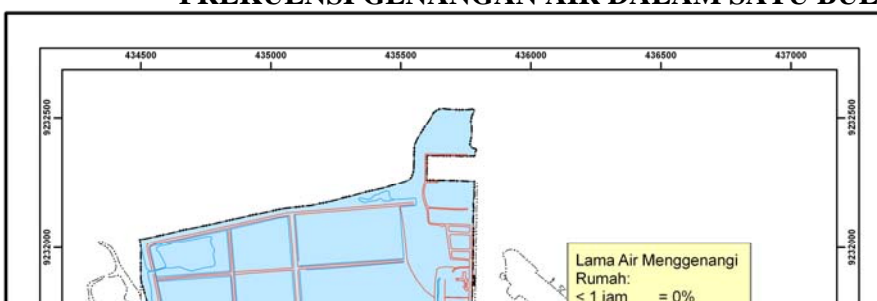 FREKUENSI GENANGAN AIR DALAM SATU
434500 435000 435500 436000 436500 437000
9232500 9232500
9232000 9232000
Lama Air Menggenangi
Rumah:
< 1 jam = 0%